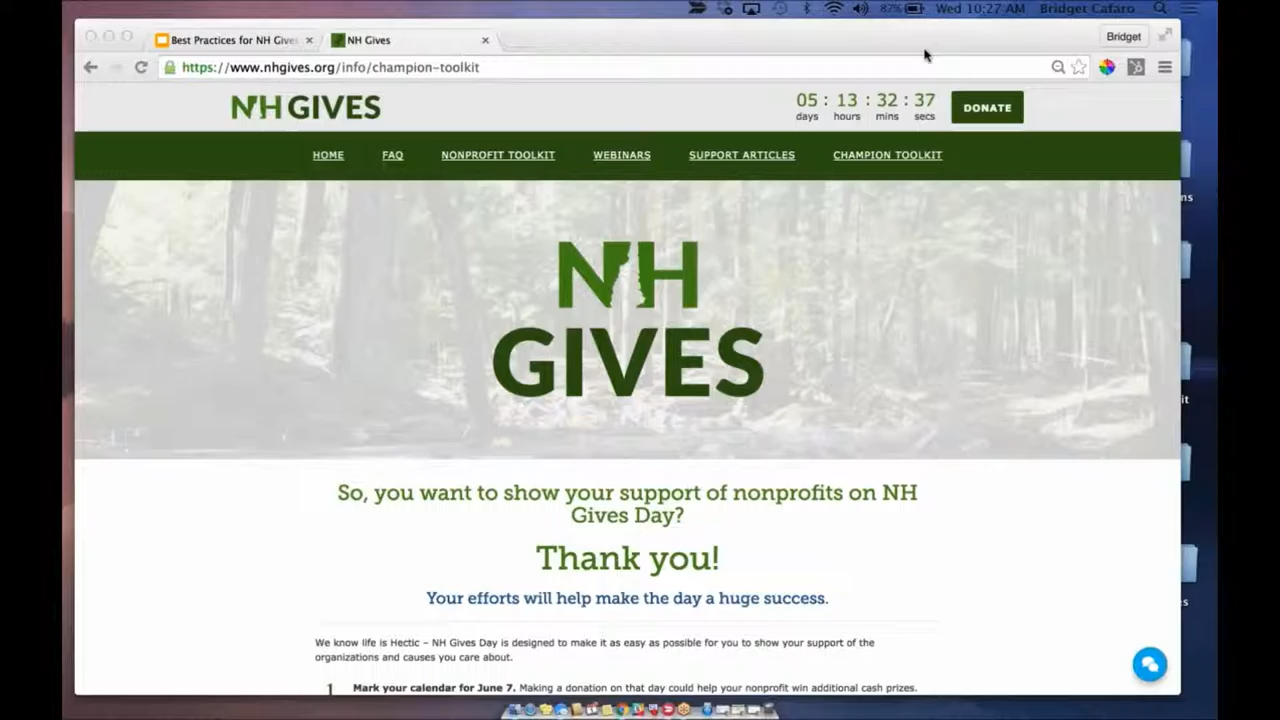 87% Wed 10:27 AM Bridget Cafaro
Best Practices for NH Give
NH Gives
Bridget
https://www.nhgives.org/info/champion-toolkit
NH GIVES
05 : 13 : 32 : 37
days hours mins secs
DONATE
HOME FAQ NONPROFIT TOOLKIT WEBINARS SUPPORT ARTICLES CHAMPION TOOLKIT
NH
GIVES
So, you want to show your support of nonprofits on NH
Gives Day?
Thank you!
Your efforts will help make the day a huge success.
We know life is Hectic – NH Gives Day is designed to make it as easy as possible for you to show your support of the
organizations and causes you care about.
1 Mark your calendar for June 7. Making a donation on that day could help your nonprofit win additional cash prizes.
ns
it
s